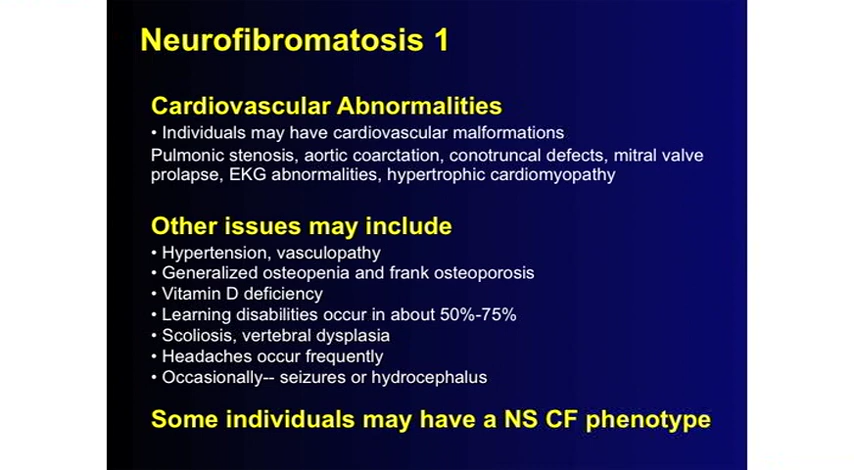 Neurofibromatosis 1
Cardiovascular Abnormalities
• Individuals may have cardiovascular malformations
Pulmonic stenosis, aortic coarctation, conotruncal defects, mitral valve
prolapse, EKG abnormalities, hypertrophic cardiomyopathy
Other issues may include
• Hypertension, vasculopathy
• Generalized osteopenia and frank osteoporosis
• Vitamin D deficiency
• Learning disabilities occur in about 50%-75%
• Scoliosis, vertebral dysplasia
• Headaches occur frequently
• Occasionally-- seizures or hydrocephalus
Some individuals may have a NS CF phenotype